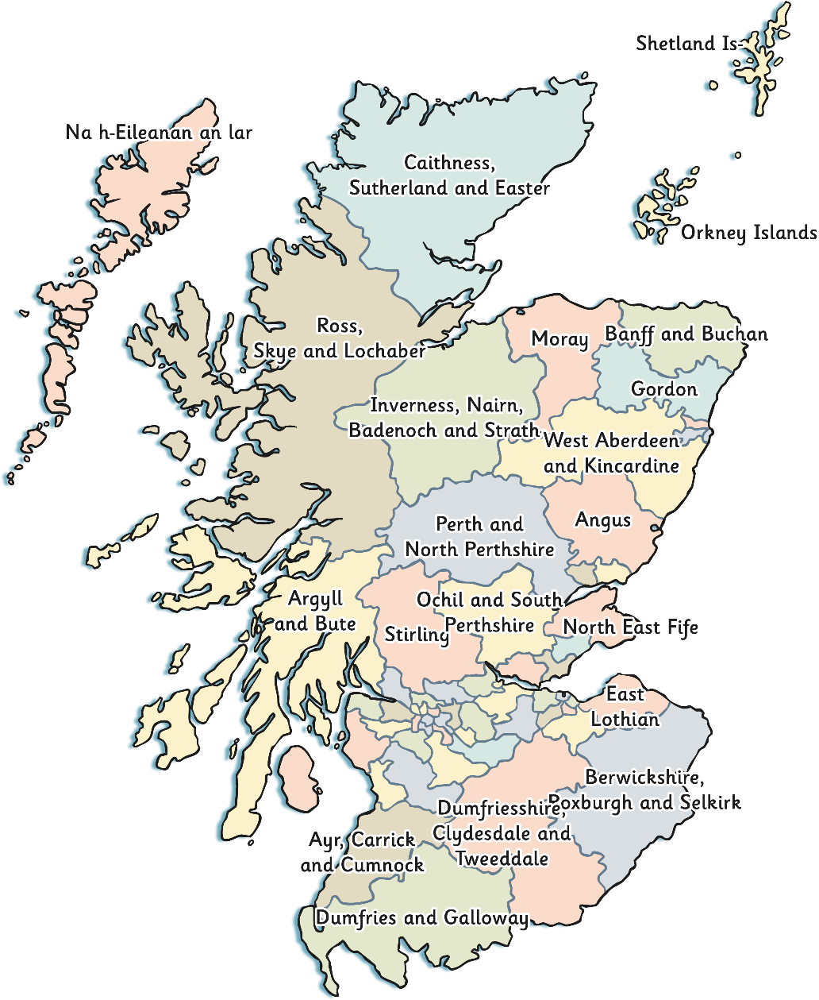 Shetland Is-
Na h-Eileanan an lar
Caithness,
Sutherland and Easter
Orkney Islands
Ross,
Skye and Lochaber
Moray
Banff and Buchan
Gordon
Inverness, Nairn,
Badenoch and Strath
West Aberdeen
and Kincardine
Angus
Perth and
North Perthshire
Argyll
and Bute
Ochil and South
Perthshire
Stirling
North East Fife
East
Lothian
Berwickshire,
Roxburgh and Selkirk
Dumfriesshire,
Clydesdale and
Tweeddale
Ayr, Carrick
and Cumnock
Dumfries and Galloway